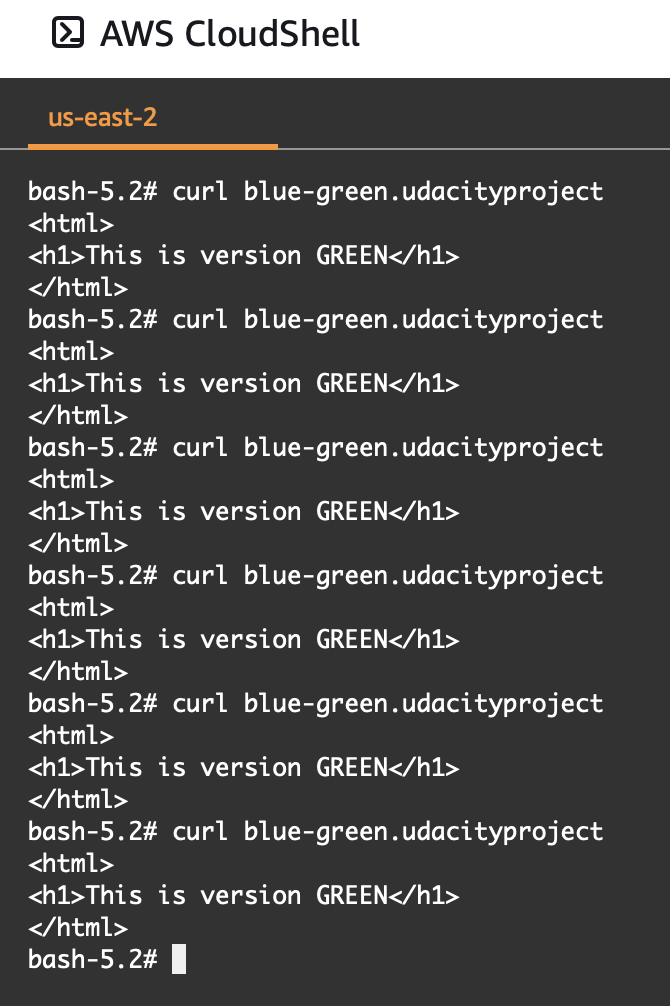 AWS CloudShell
us-east-2
bash-5.2# curl blue-green.udacityproject
<html>
<h1>This is version GREEN</h1>
</html>
bash-5.2# curl blue-green.udacityproject
<html>
<h1>This is version GREEN</h1>
</html>
bash-5.2# curl blue-green.udacityproject
<html>
<h1>This is version GREEN</h1>
</html>
bash-5.2# curl blue-green.udacityproject
<html>
<h1>This is version GREEN</h1>
</html>
bash-5.2# curl blue-green.udacityproject
<html>
<h1>This is version GREEN</h1>
</html>
bash-5.2# curl blue-green.udacityproject
<html>
<h1>This is version GREEN</h1>
</html>
bash-5.2#